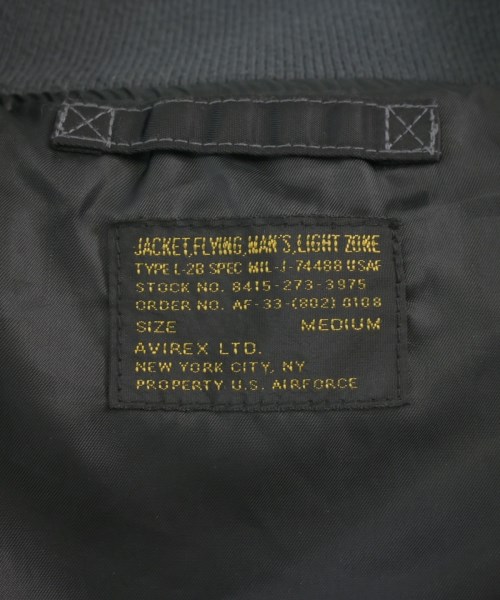 JACKET,FLYING,MAN'S,LIGHT ZONE
TYPE L-2B SPEC MIL-J-74488 USAF
STOCK NO. 8415-273-3975
ORDER NO. AF-33-(802) 0108
SIZE MEDIUM
AVIREX LTD.
NEW YORK CITY, NY
PROPERTY U.S. AIRFORCE